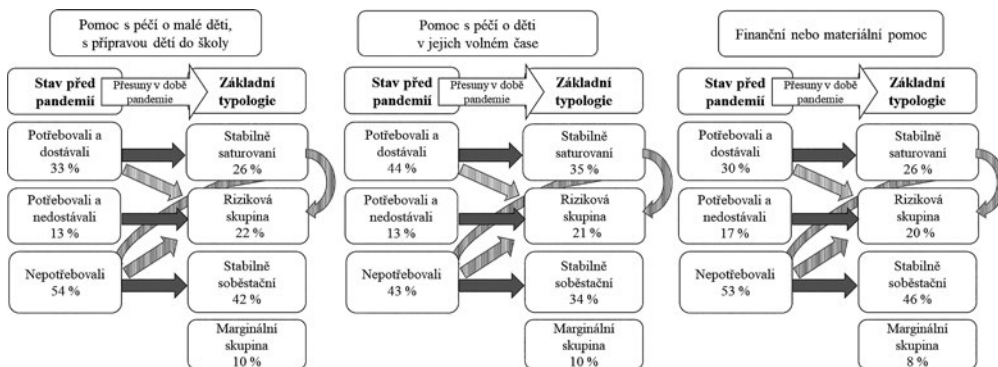 Pomoc s péčí o malé děti,
s přípravou dětí do školy
Stav před
pandemií
Přesuny v době
pandemie
Základní
typologie
Potřebovali a
dostávali
33 %
Stabilně
saturovaní
26 %
Potřebovali a
nedostávali
13 %
Riziková
skupina
22 %
Nepotřebovali
54 %
Stabilně
soběstační
42 %
Marginální
skupina
10 %
Pomoc s péčí o děti
v jejich volném čase
Stav před
pandemií
Přesuny v době
pandemie
Základní
typologie
Potřebovali a
dostávali
44 %
Stabilně
saturovaní
35 %
Potřebovali a
nedostávali
13 %
Riziková
skupina
21 %
Nepotřebovali
43 %
Stabilně
soběstační
34 %
Marginální
skupina
10 %
Finanční nebo materiální pomoc
Stav před
pandemií
Přesuny v době
pandemie
Základní
typologie
Potřebovali a
dostávali
30 %
Stabilně
saturovaní
26 %
Potřebovali a
nedostávali
17 %
Riziková
skupina
20 %
Nepotřebovali
53 %
Stabilně
soběstační
46 %
Marginální
skupina
8 %